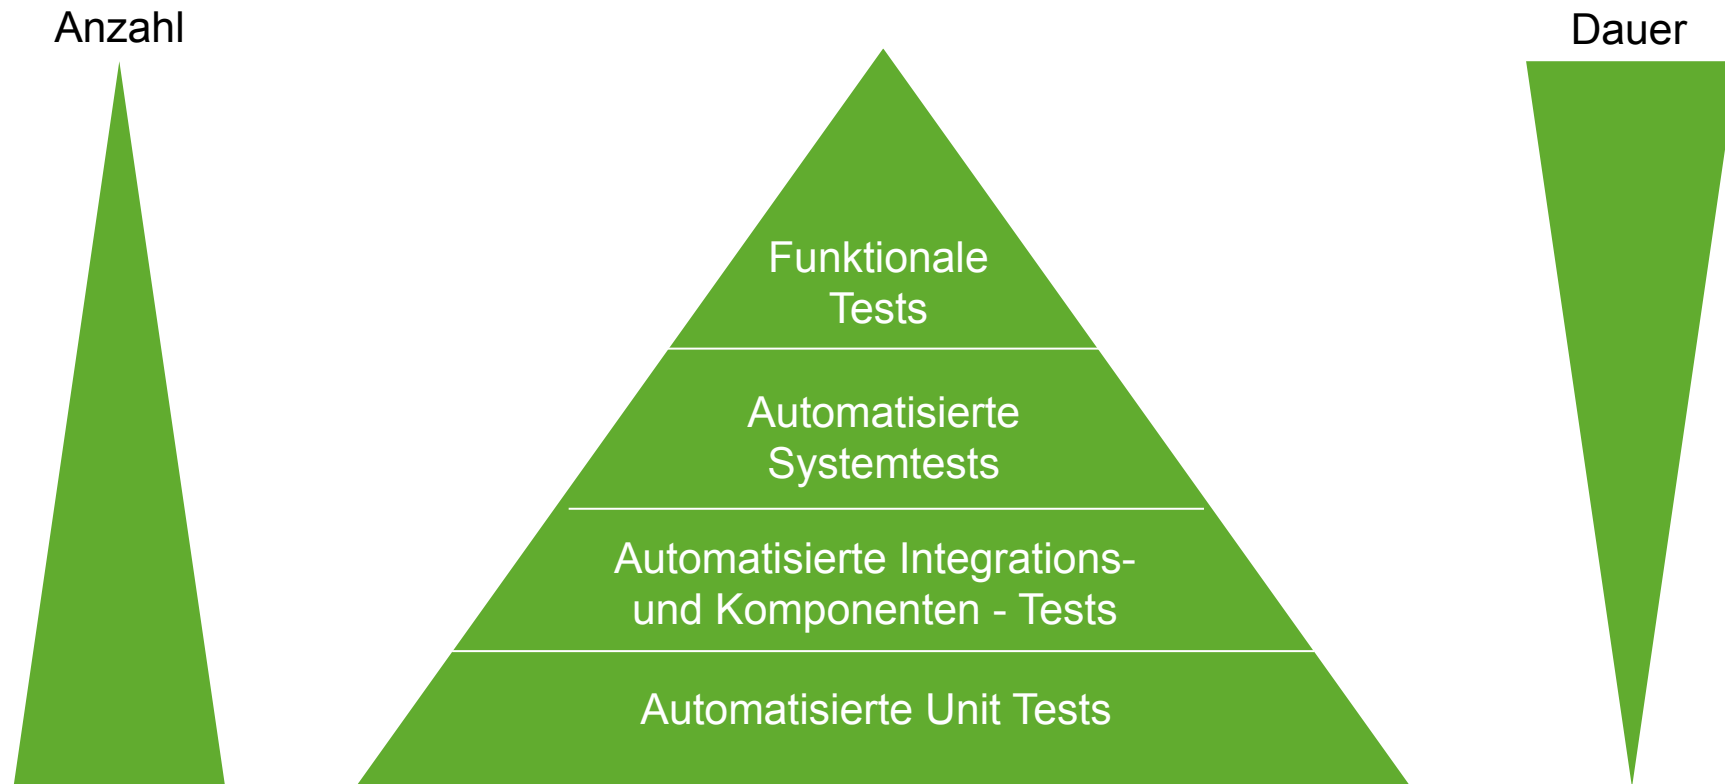 Anzahl
Dauer
Funktionale
Tests
Automatisierte
Systemtests
Automatisierte Integrations-
und Komponenten - Tests
Automatisierte Unit Tests